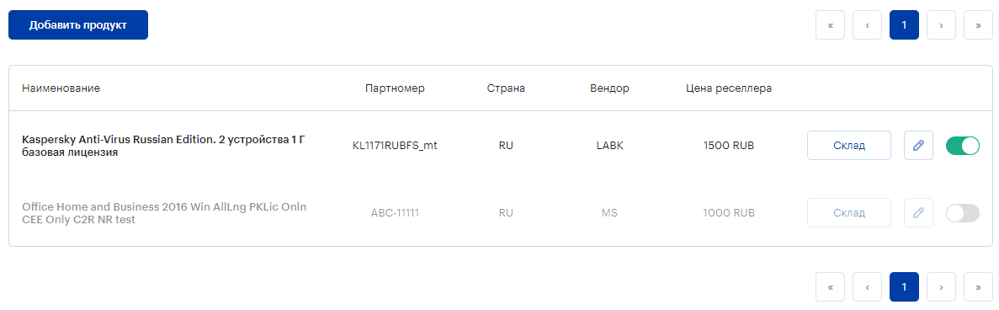 Добавить продукт
« ‹ 1 › »
Наименование Партномер Страна Вендор Цена реселлера
Kaspersky Anti-Virus Russian Edition. 2 устройства 1 Г
базовая лицензия
KL1171RUBFS_mt RU LABK 1500 RUB Склад
Office Home and Business 2016 Win AllLng PKLic Onln
CEE Only C2R NR test
ABC-11111 RU MS 1000 RUB Склад
« ‹ 1 › »